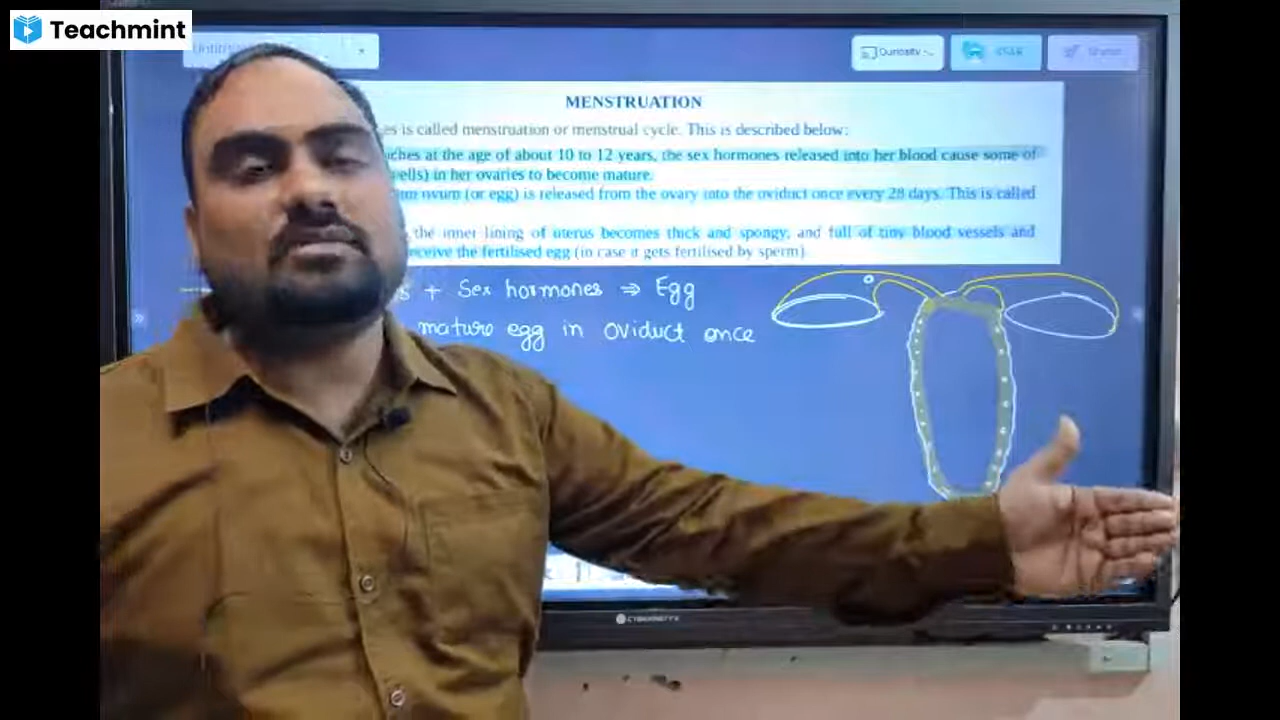 Teachmint
MENSTRUATION
es is called menstruation or menstrual cycle. This is described below:
ches at the age of about 10 to 12 years, the sex hormones released into her blood cause some of
ells) in her ovaries to become mature.
ovum (or egg) is released from the ovary into the oviduct once every 28 days. This is called
the inner lining of uterus becomes thick and spongy, and full of tiny blood vessels and
eceive the fertilised egg (in case it gets fertilised by sperm).
s + Sex hormones ⇒ Egg
mature egg in oviduct once